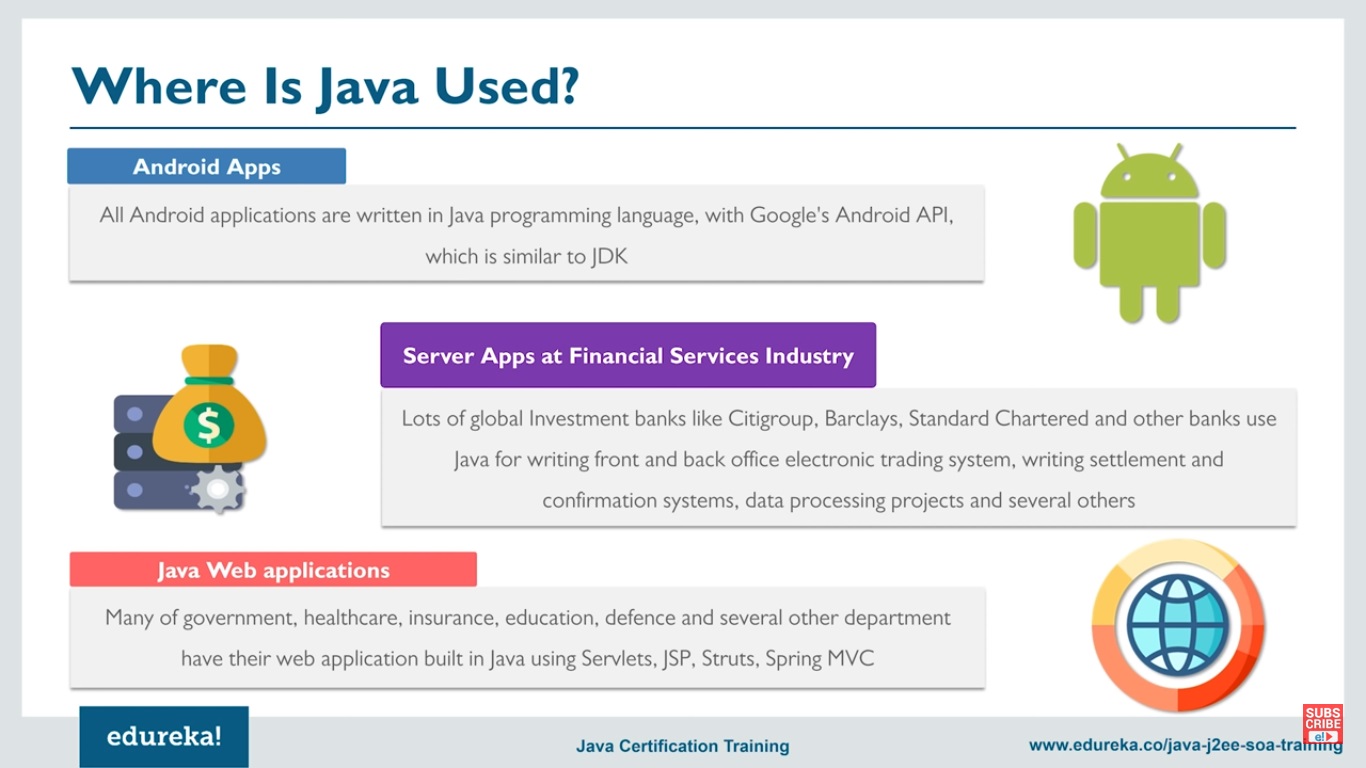 Where Is Java Used?
Android Apps
All Android applications are written in Java programming language, with Google's Android API,
which is similar to JDK
$
Server Apps at Financial Services Industry
Lots of global Investment banks like Citigroup, Barclays, Standard Chartered and other banks use
Java for writing front and back office electronic trading system, writing settlement and
confirmation systems, data processing projects and several others
Java Web applications
Many of government, healthcare, insurance, education, defence and several other department
have their web application built in Java using Servlets, JSP, Struts, Spring MVC
edureka!
Java Certification Training
www.edureka.co/java-j2ee-soa-training
SUBS
CRIBE
e!